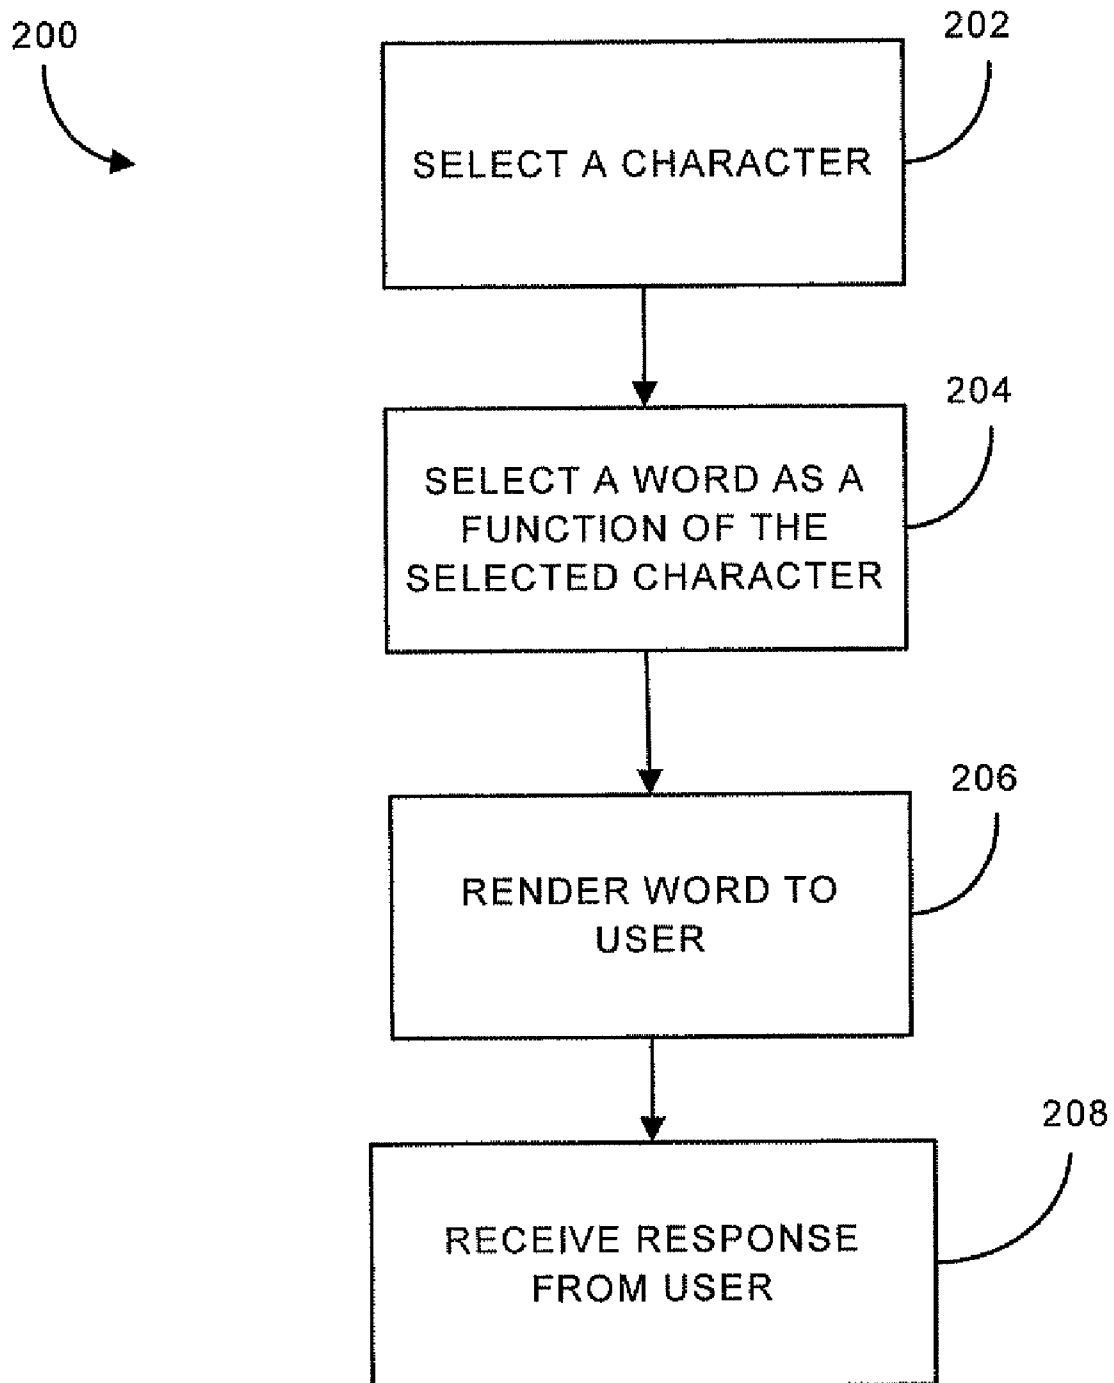 200
202
SELECT A CHARACTER
204
SELECT A WORD AS A
FUNCTION OF THE
SELECTED CHARACTER
206
RENDER WORD TO
USER
208
RECEIVE RESPONSE
FROM USER